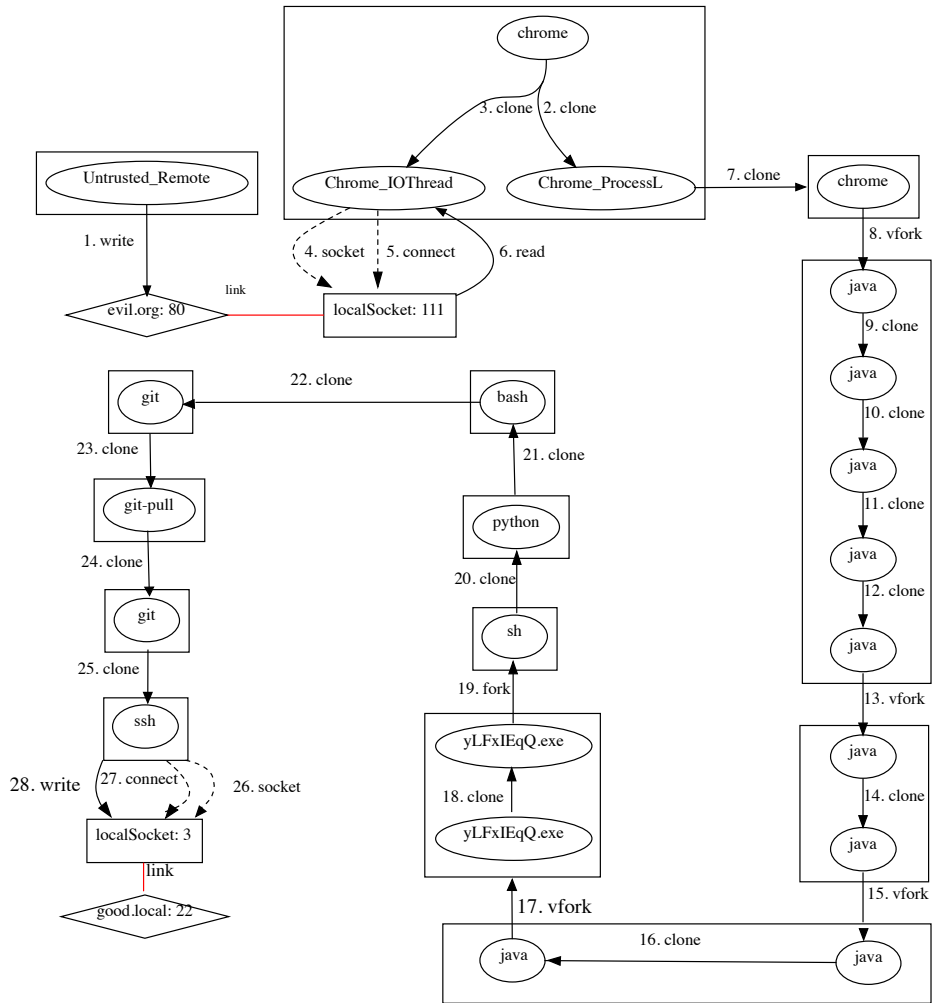 chrome
3. clone
2. clone
Untrusted_Remote
Chrome_IOThread
Chrome_ProcessL
7. clone
chrome
1. write
4. socket
5. connect
6. read
8. vfork
link
evil.org: 80
localSocket: 111
java
9. clone
java
10. clone
java
11. clone
java
12. clone
java
13. vfork
java
14. clone
java
15. vfork
java
16. clone
java
17. vfork
yLFxIEqQ.exe
18. clone
yLFxIEqQ.exe
19. fork
sh
20. clone
python
21. clone
bash
22. clone
git
23. clone
git-pull
24. clone
git
25. clone
ssh
28. write
27. connect
26. socket
localSocket: 3
link
good.local: 22